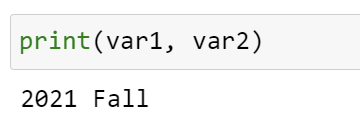 print(var1, var2)
2021 Fall